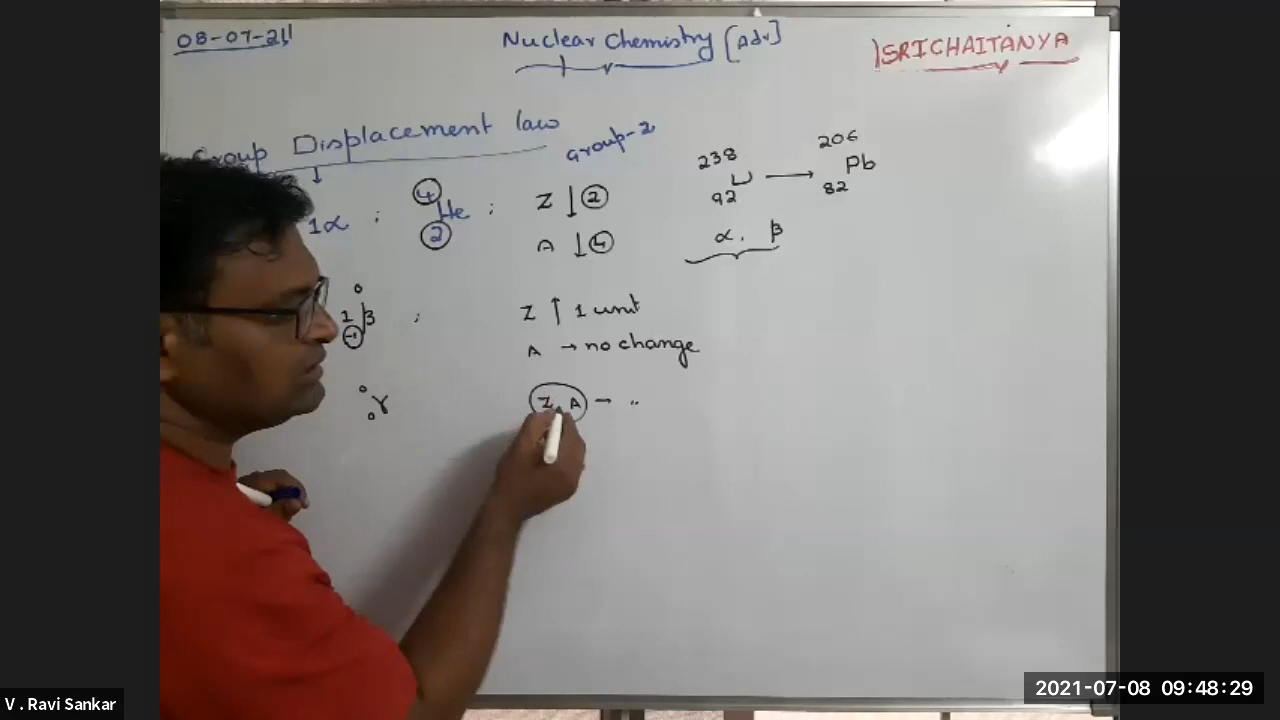 08-07-21
Nuclear Chemistry [Adv]
SRICHAITANYA
Group Displacement law
Group-2
1α ; 4 2 He ; Z ↓ 2
A ↓ 4
238 92 U → 206 82 Pb
α, β
1 0 -1 β ; Z ↑ 1 unit
A → no change
0 0 γ Z, A → "
V . Ravi Sankar
2021-07-08 09:48:29